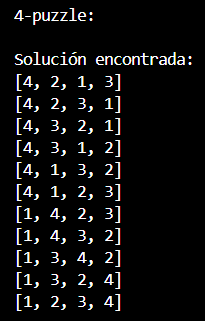 4-puzzle:
Solución encontrada:
[4, 2, 1, 3]
[4, 2, 3, 1]
[4, 3, 2, 1]
[4, 3, 1, 2]
[4, 1, 3, 2]
[4, 1, 2, 3]
[1, 4, 2, 3]
[1, 4, 3, 2]
[1, 3, 4, 2]
[1, 3, 2, 4]
[1, 2, 3, 4]